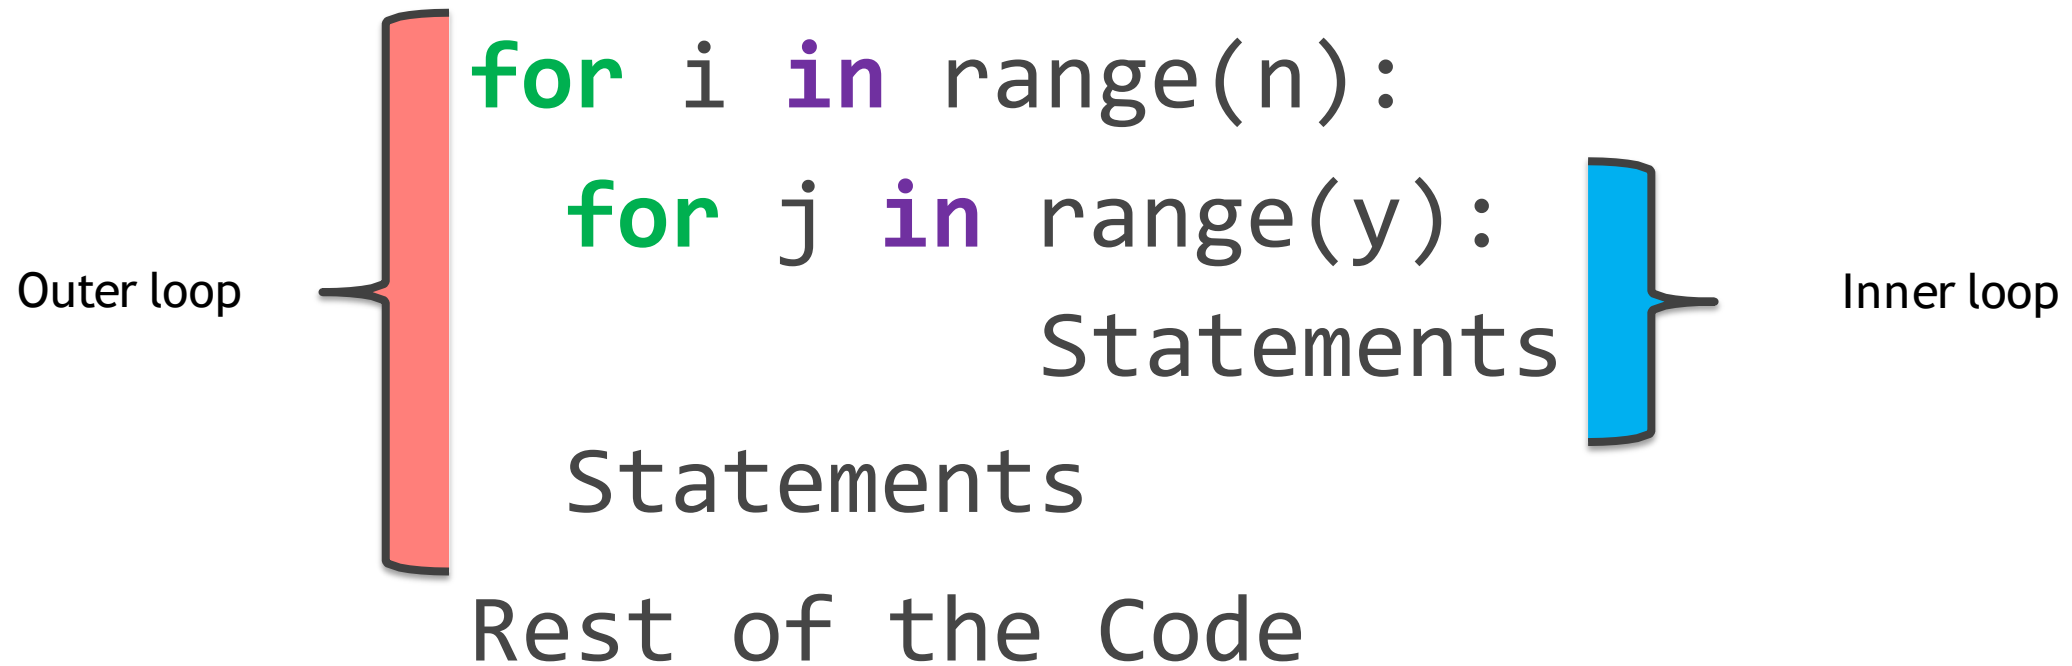 for i in range(n):
for j in range(y):
Outer loop
Inner loop
Statements
Statements
Rest of the Code